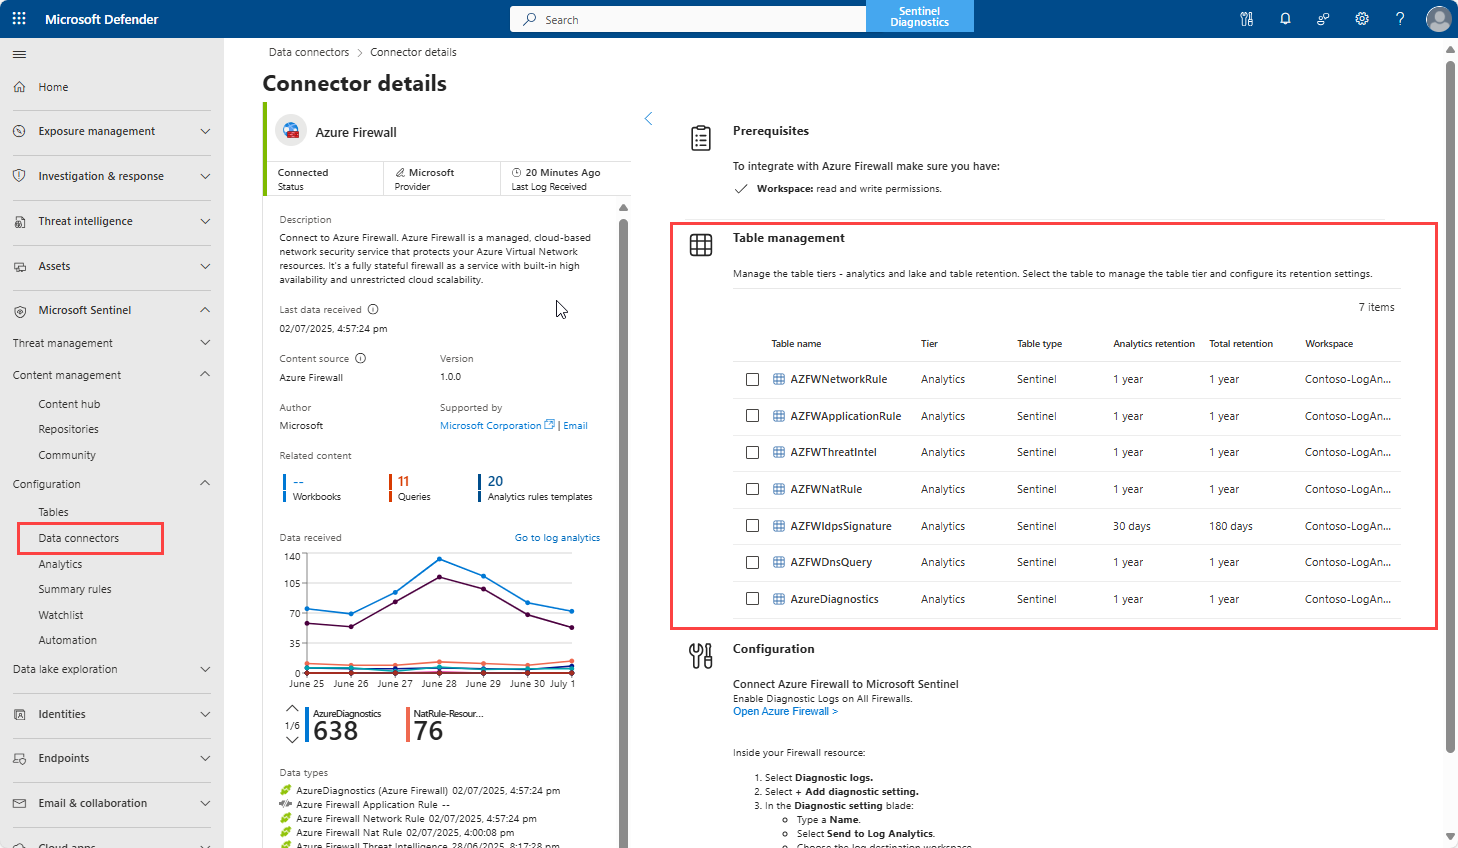 Microsoft Defender
Search
Sentinel
Diagnostics
Home
Exposure management
Investigation & response
Threat intelligence
Assets
Microsoft Sentinel
Threat management
Content management
Content hub
Repositories
Community
Configuration
Tables
Data connectors
Analytics
Summary rules
Watchlist
Automation
Data lake exploration
Identities
Endpoints
Email & collaboration
Cloud apps
Data connectors > Connector details
Connector details
Azure Firewall
Connected
Status
Microsoft
Provider
20 Minutes Ago
Last Log Received
Description
Connect to Azure Firewall. Azure Firewall is a managed, cloud-based
network security service that protects your Azure Virtual Network
resources. It's a fully stateful firewall as a service with built-in high
availability and unrestricted cloud scalability.
Last data received
02/07/2025, 4:57:24 pm
Content source
Azure Firewall
Version
1.0.0
Author
Microsoft
Supported by
Microsoft Corporation | Email
Related content
--
Workbooks
11
Queries
20
Analytics rules templates
Data received
Go to log analytics
140
105
70
35
0
June 25 June 26 June 27 June 28 June 29 June 30 July 1
1/6
AzureDiagnostics
638
NatRule-Resour...
76
Data types
AzureDiagnostics (Azure Firewall) 02/07/2025, 4:57:24 pm
Azure Firewall Application Rule --
Azure Firewall Network Rule 02/07/2025, 4:57:24 pm
Azure Firewall Nat Rule 02/07/2025, 4:00:08 pm
Azure Firewall Threat Intelligence 28/06/2025, 8:17:28 pm
Prerequisites
To integrate with Azure Firewall make sure you have:
Workspace: read and write permissions.
Table management
Manage the table tiers - analytics and lake and table retention. Select the table to manage the table tier and configure its retention settings.
7 items
Table name Tier Table type Analytics retention Total retention Workspace
AZFWNetworkRule Analytics Sentinel 1 year 1 year Contoso-LogAn...
AZFWApplicationRule Analytics Sentinel 1 year 1 year Contoso-LogAn...
AZFWThreatIntel Analytics Sentinel 1 year 1 year Contoso-LogAn...
AZFWNatRule Analytics Sentinel 1 year 1 year Contoso-LogAn...
AZFWIdpsSignature Analytics Sentinel 30 days 180 days Contoso-LogAn...
AZFWDnsQuery Analytics Sentinel 1 year 1 year Contoso-LogAn...
AzureDiagnostics Analytics Sentinel 1 year 1 year Contoso-LogAn...
Configuration
Connect Azure Firewall to Microsoft Sentinel
Enable Diagnostic Logs on All Firewalls.
Open Azure Firewall >
Inside your Firewall resource:
1. Select Diagnostic logs.
2. Select + Add diagnostic setting.
3. In the Diagnostic setting blade:
Type a Name.
Select Send to Log Analytics.
Choose the log destination workspace.